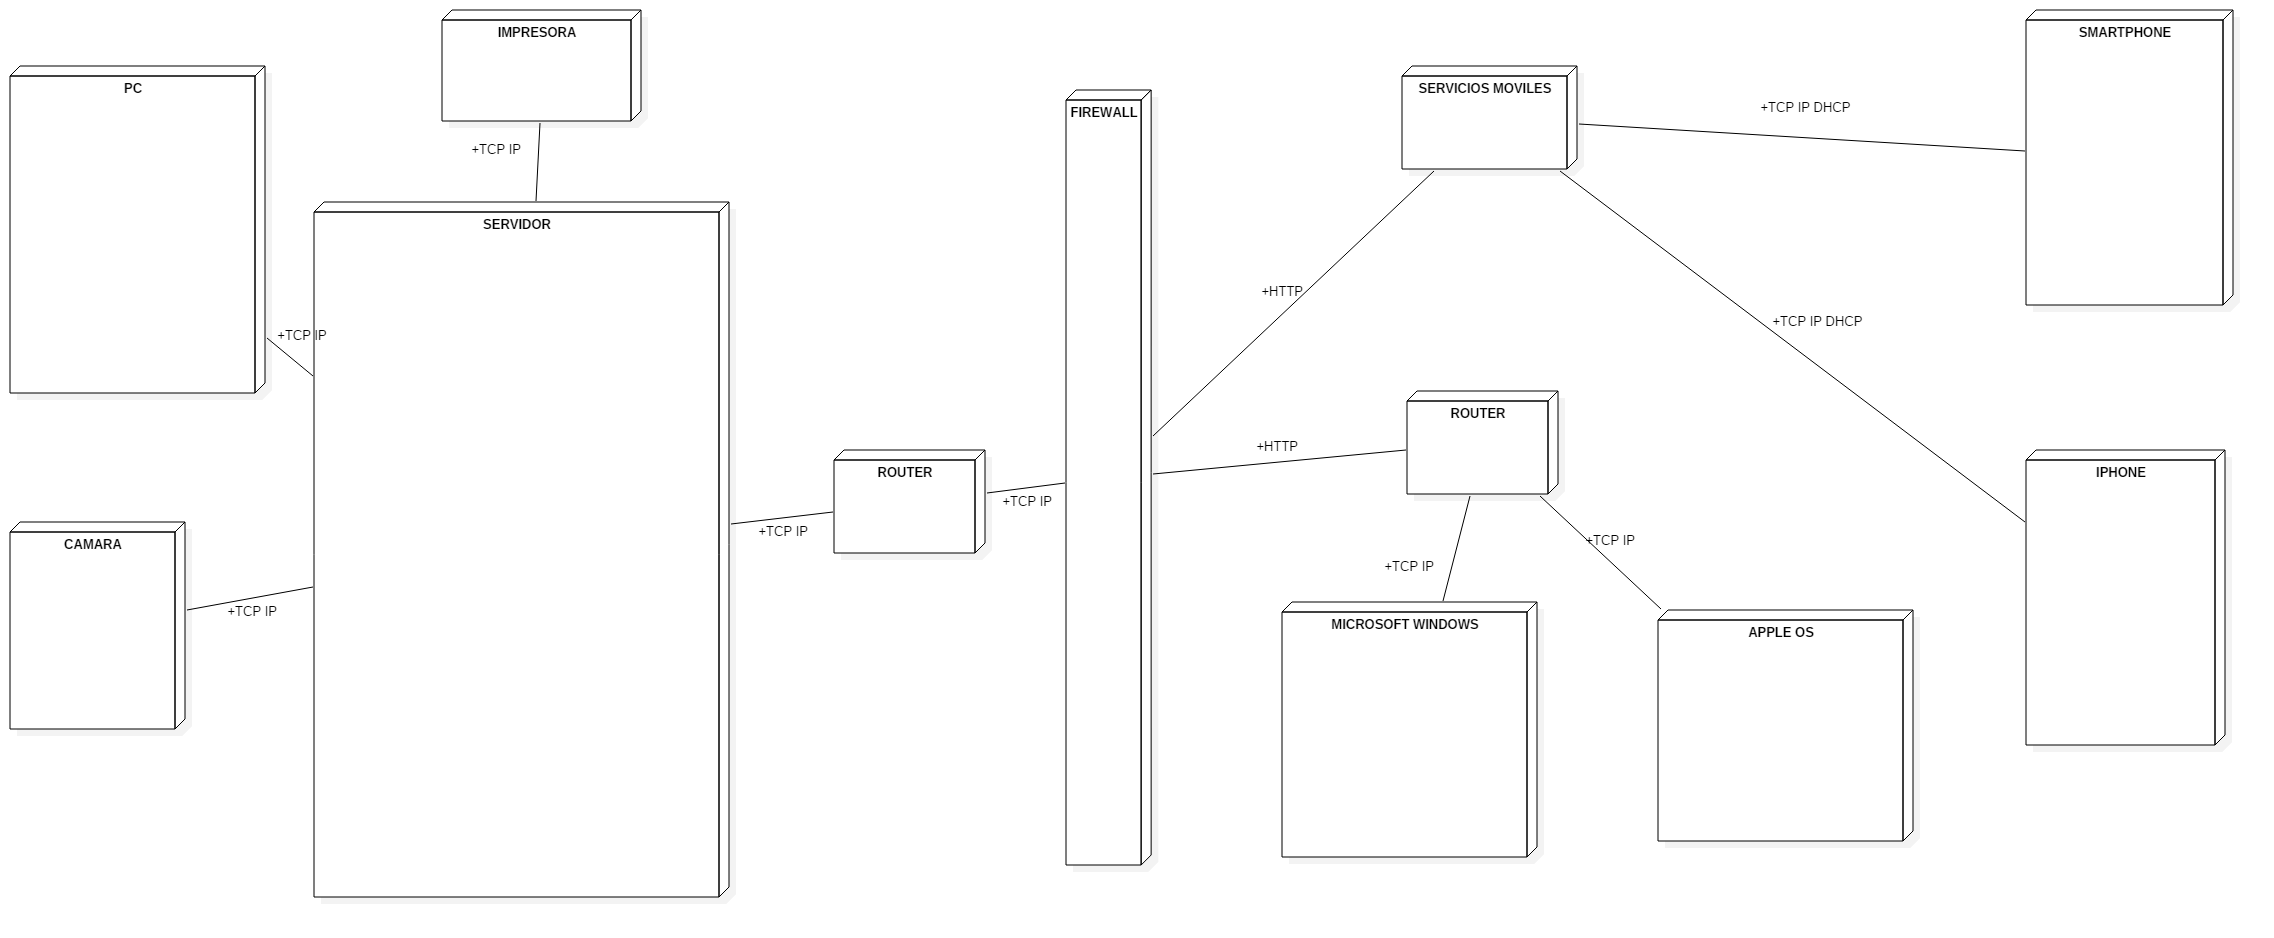 IMPRESORA
SMARTPHONE
PC
SERVICIOS MOVILES
+TCP IP DHCP
FIREWALL
+TCP IP
SERVIDOR
+HTTP
+TCP IP DHCP
+TCP IP
ROUTER
+HTTP
ROUTER
IPHONE
+TCP IP
+TCP IP
+TCP IP
CAMARA
+TCP IP
+TCP IP
MICROSOFT WINDOWS
APPLE OS